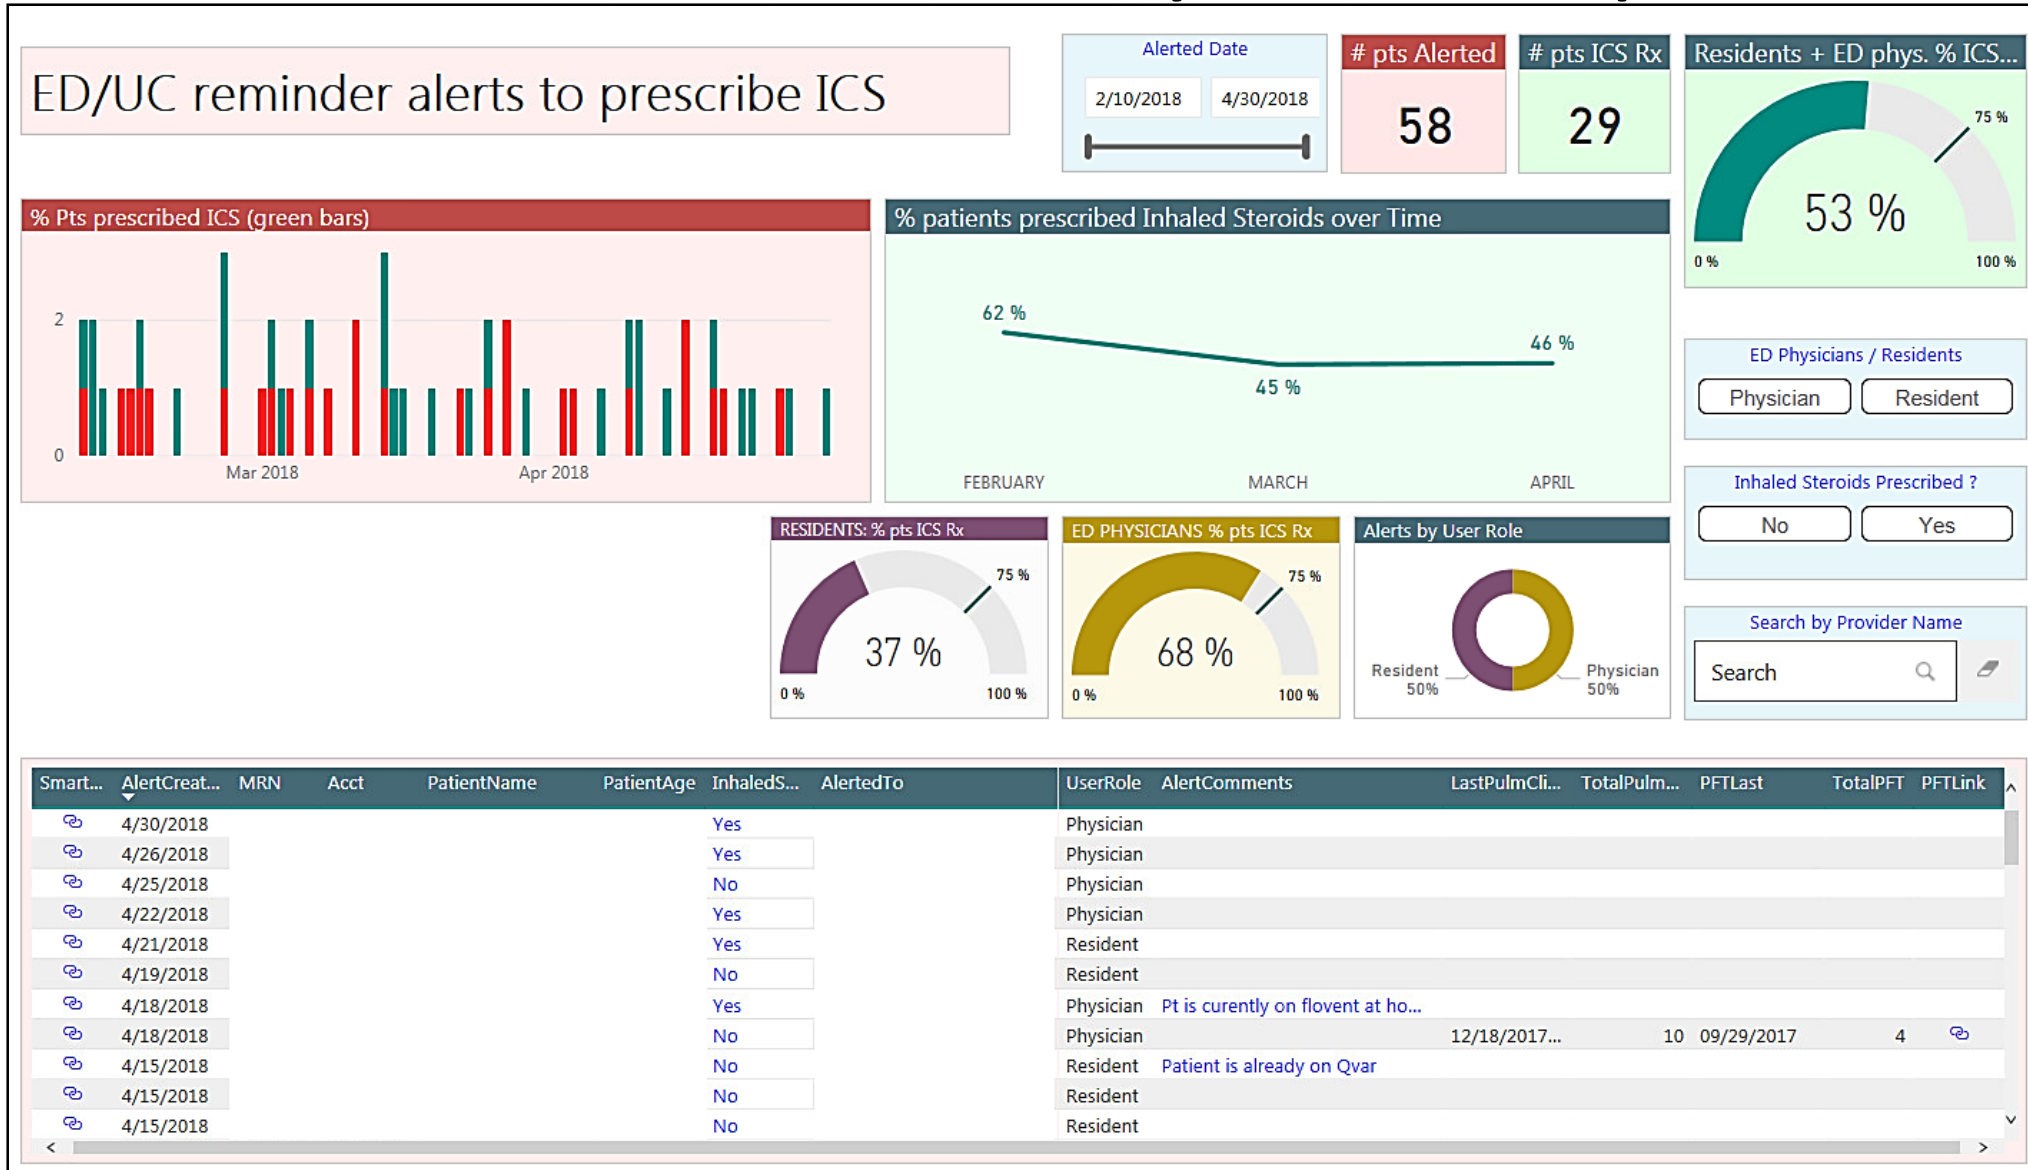 ED/UC reminder alerts to prescribe ICS
Alerted Date
2/10/2018 4/30/2018
# pts Alerted
58
# pts ICS Rx
29
Residents + ED phys. % ICS...
75 %
53 %
0 % 100 %
% Pts prescribed ICS (green bars)
2
0
Mar 2018 Apr 2018
% patients prescribed Inhaled Steroids over Time
62 %
45 %
46 %
FEBRUARY MARCH APRIL
ED Physicians / Residents
Physician Resident
Inhaled Steroids Prescribed ?
No Yes
RESIDENTS: % pts ICS Rx
75 %
37 %
0 % 100 %
ED PHYSICIANS % pts ICS Rx
75 %
68 %
0 % 100 %
Alerts by User Role
Resident
50%
Physician
50%
Search by Provider Name
Search
Smart... AlertCreat... MRN Acct PatientName PatientAge InhaledS... AlertedTo UserRole AlertComments LastPulmCli... TotalPulm... PFTLast TotalPFT PFTLink
4/30/2018 Yes Physician
4/26/2018 Yes Physician
4/25/2018 No Physician
4/22/2018 Yes Physician
4/21/2018 Yes Resident
4/19/2018 No Resident
4/18/2018 Yes Physician Pt is curently on flovent at ho...
4/18/2018 No Physician 12/18/2017... 10 09/29/2017 4
4/15/2018 No Resident Patient is already on Qvar
4/15/2018 No Resident
4/15/2018 No Resident